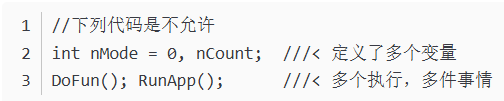 1 //下列代码是不允许
2 int nMode = 0, nCount; ///< 定义了多个变量
3 DoFun(); RunApp(); ///< 多个执行，多件事情